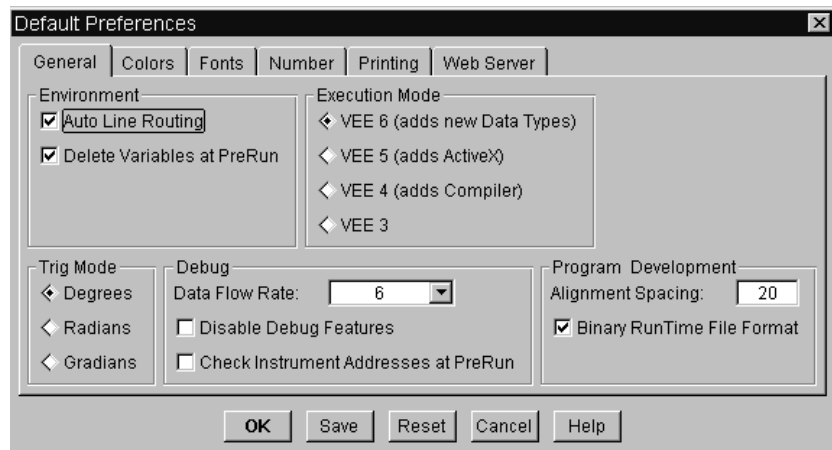 Default Preferences
General Colors Fonts Number Printing Web Server
Environment
Auto Line Routing
Delete Variables at PreRun
Execution Mode
VEE 6 (adds new Data Types)
VEE 5 (adds ActiveX)
VEE 4 (adds Compiler)
VEE 3
Trig Mode
Degrees
Radians
Gradians
Debug
Data Flow Rate: 6
Disable Debug Features
Check Instrument Addresses at PreRun
Program Development
Alignment Spacing: 20
Binary RunTime File Format
OK Save Reset Cancel Help